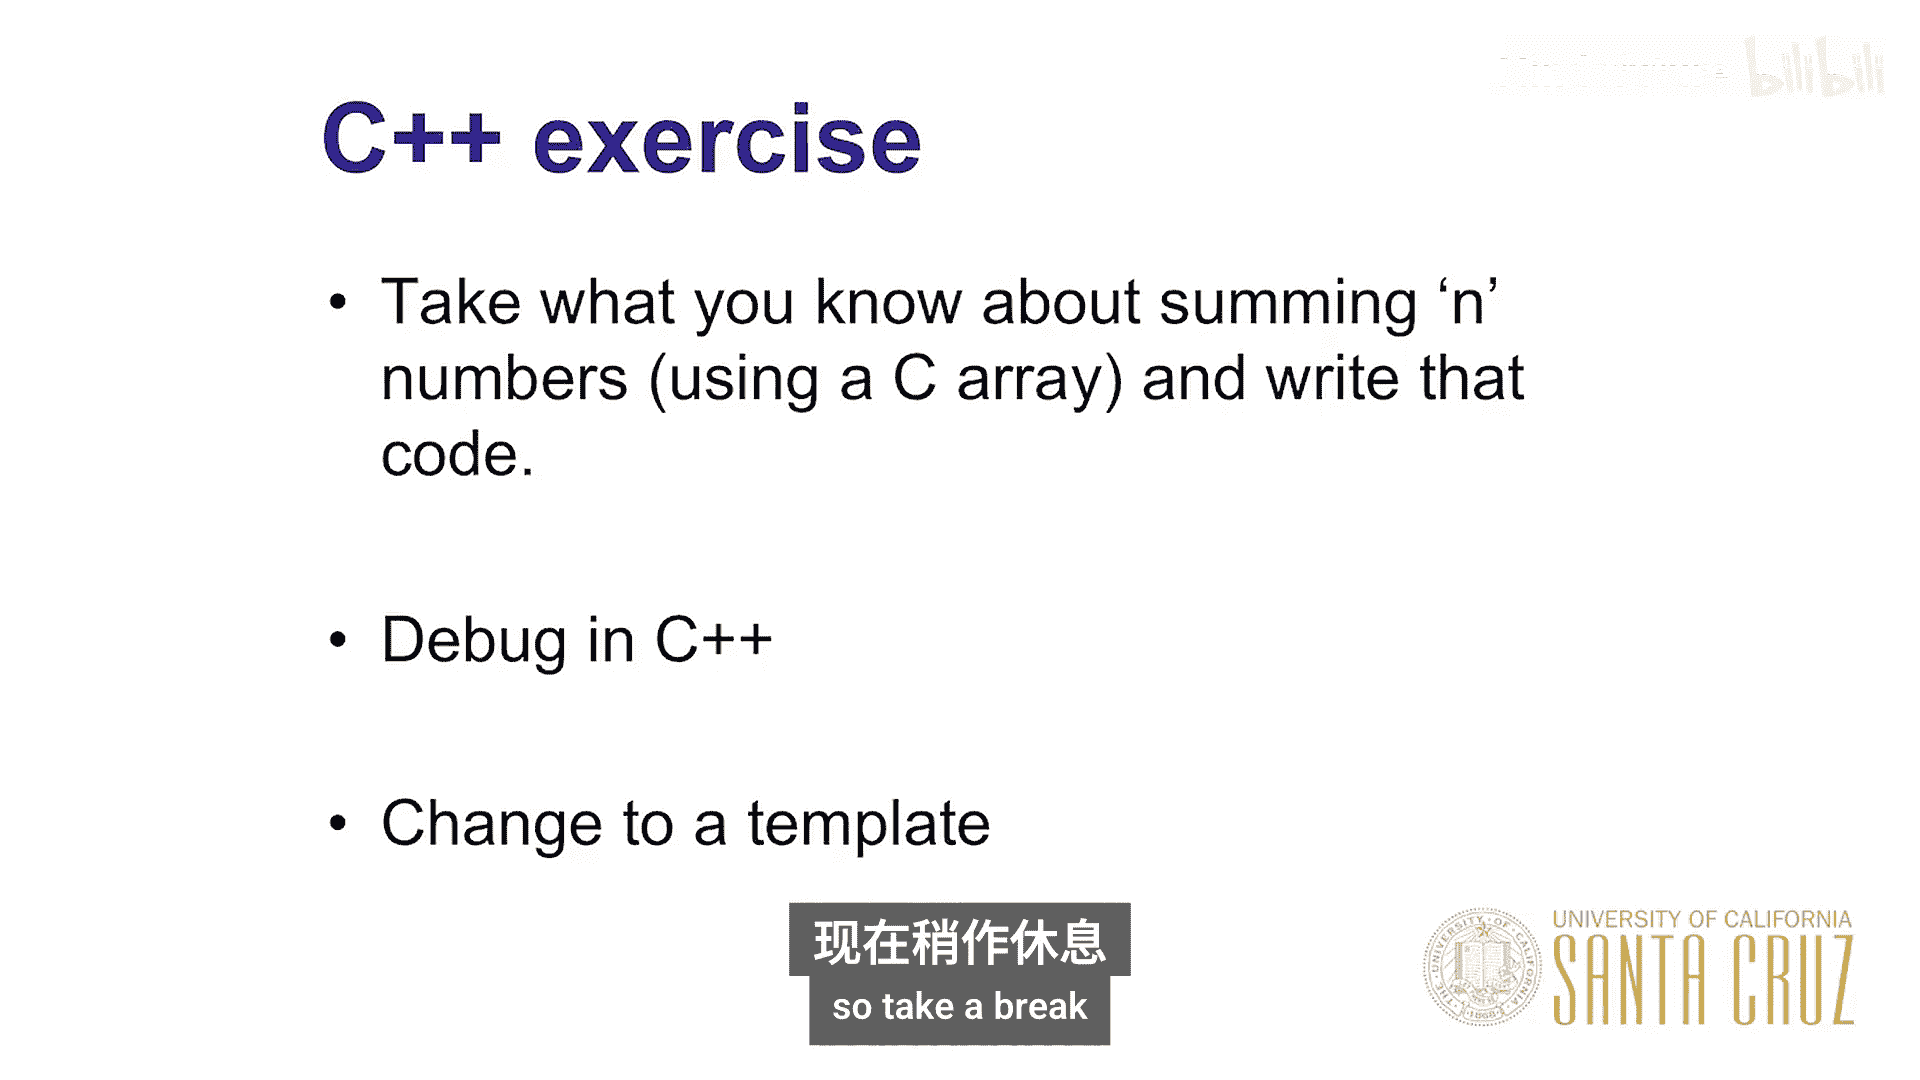 bilibili
C++ exercise
• Take what you know about summing ‘n’
numbers (using a C array) and write that
code.
• Debug in C++
• Change to a template
现在稍作休息
so take a break
UNIVERSITY OF CALIFORNIA
SANTA CRUZ